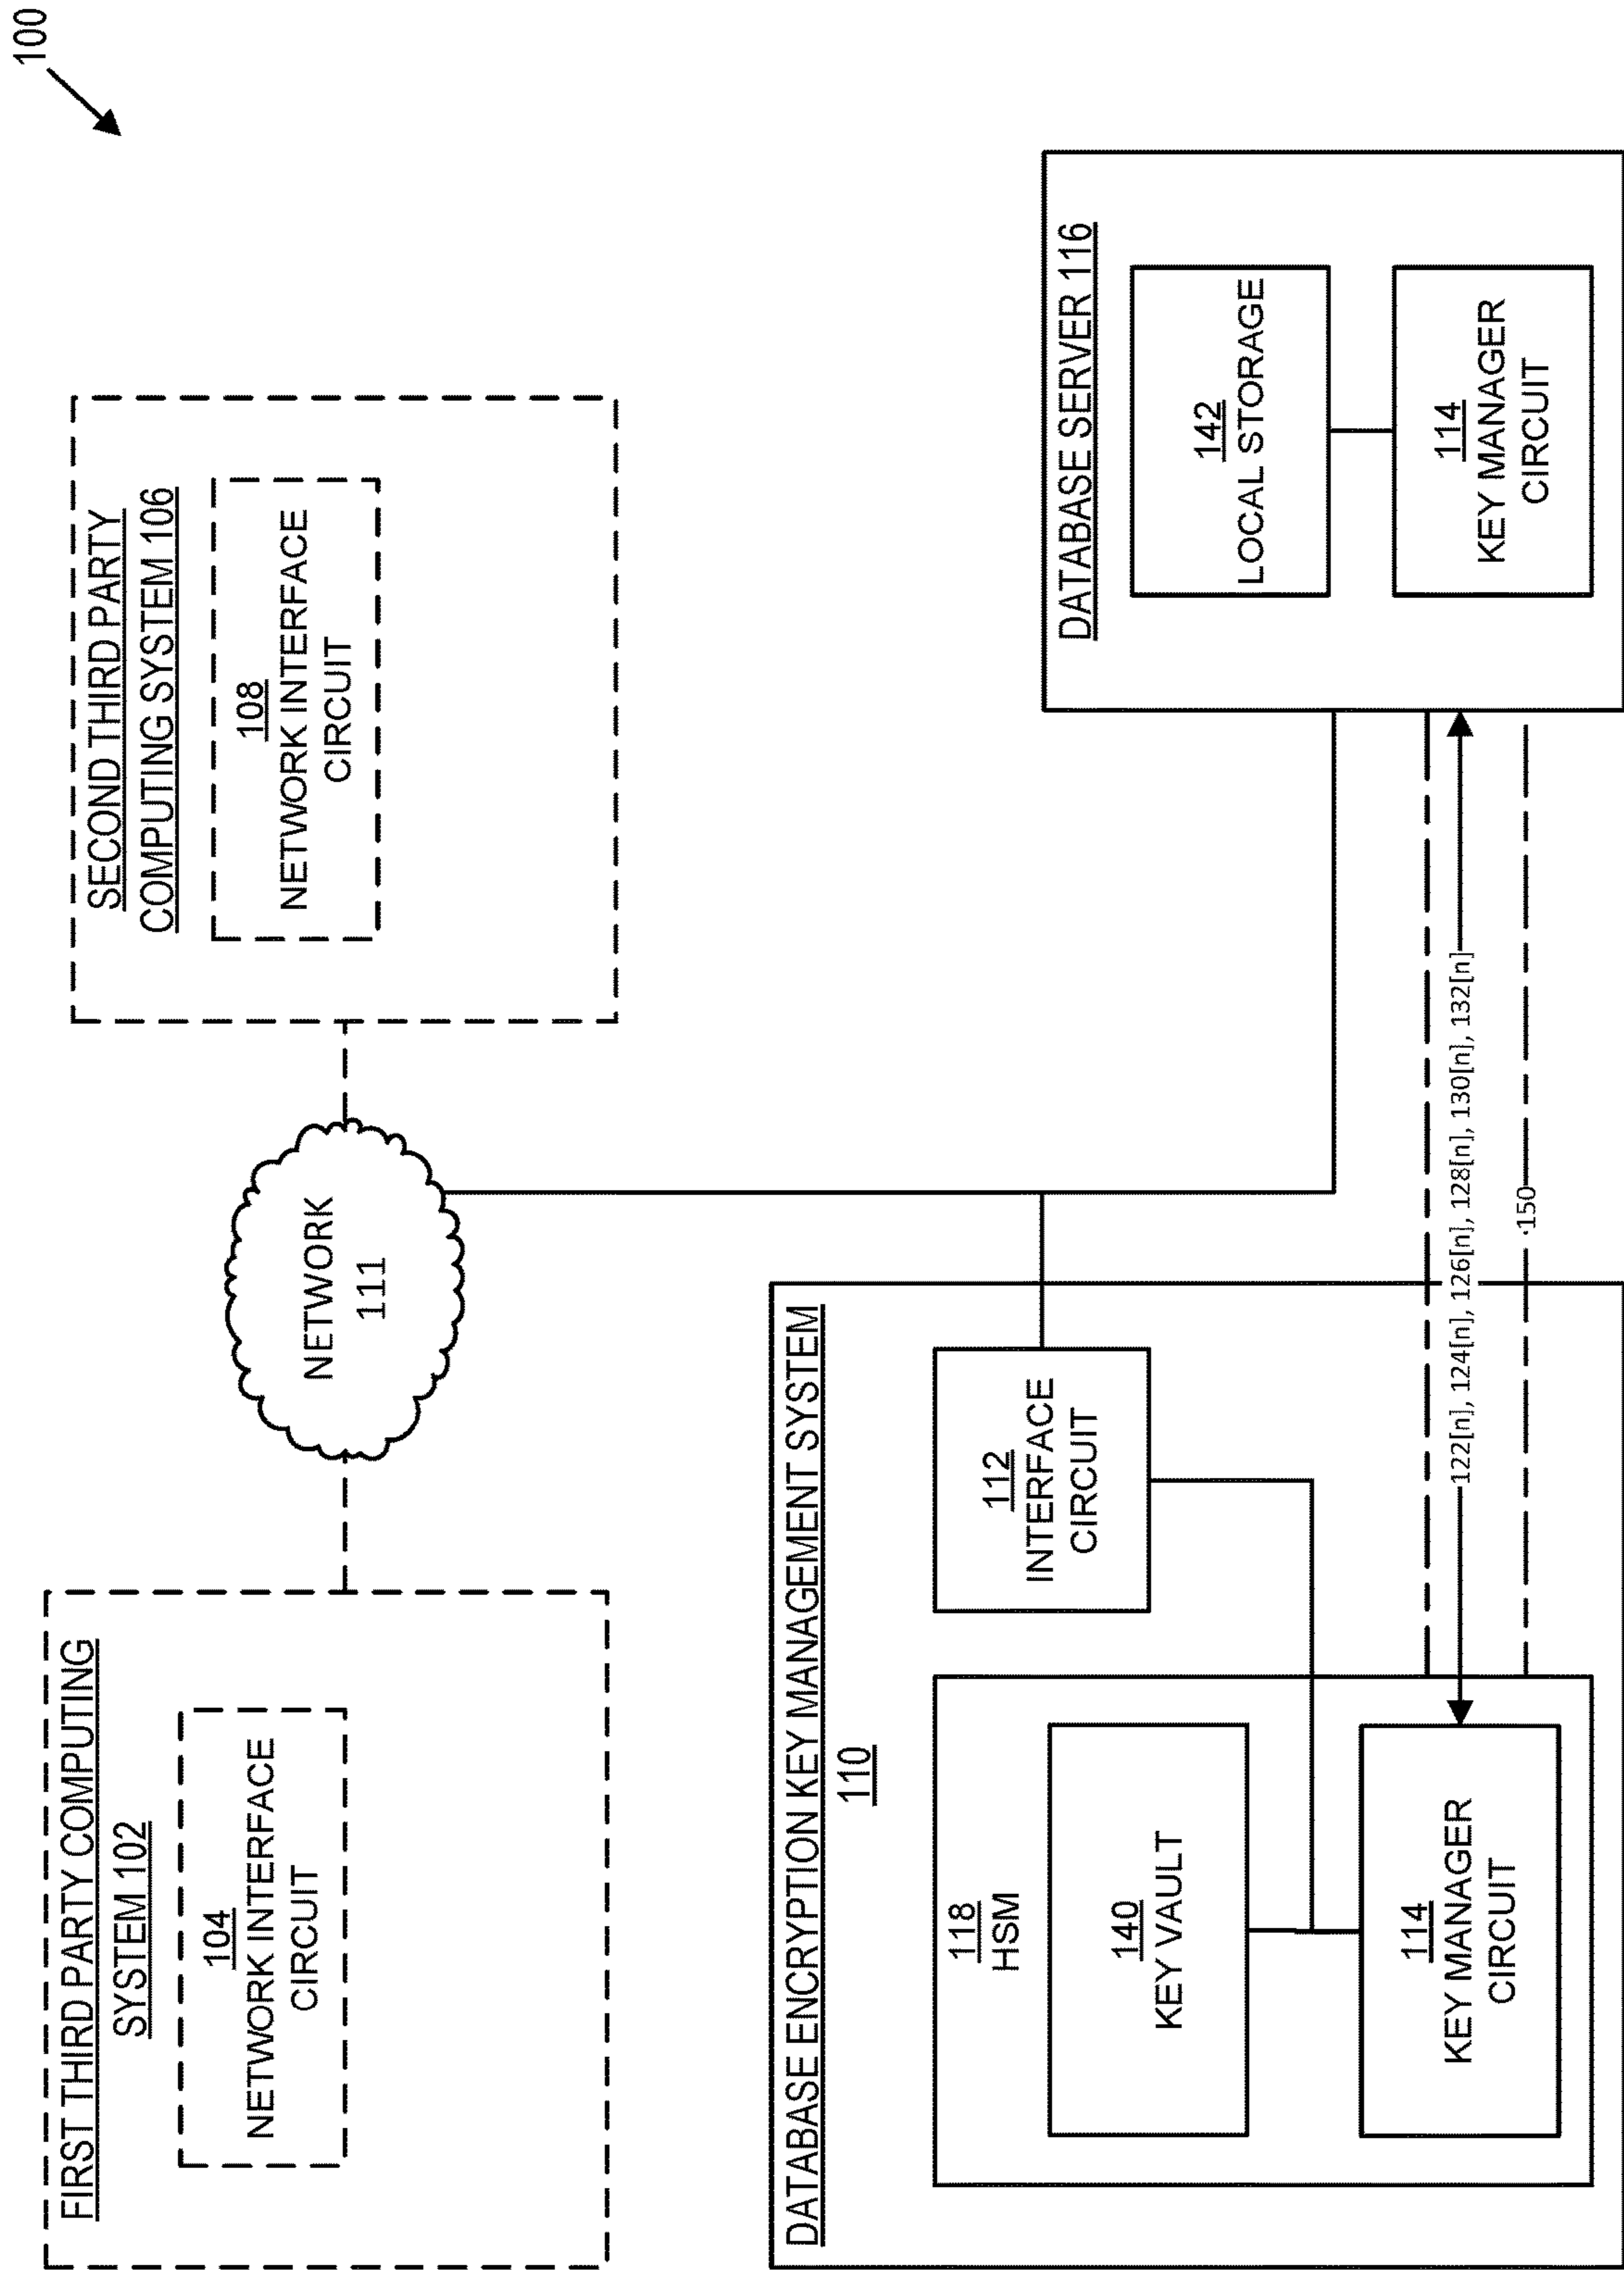 100
FIRST THIRD PARTY COMPUTING
SYSTEM 102
104
NETWORK INTERFACE
CIRCUIT
NETWORK
111
SECOND THIRD PARTY
COMPUTING SYSTEM 106
108
NETWORK INTERFACE
CIRCUIT
DATABASE ENCRYPTION KEY MANAGEMENT SYSTEM
110
118
HSM
140
KEY VAULT
114
KEY MANAGER
CIRCUIT
112
INTERFACE
CIRCUIT
122[n], 124[n], 126[n], 128[n], 130[n], 132[n]
150
DATABASE SERVER 116
142
LOCAL STORAGE
114
KEY MANAGER
CIRCUIT